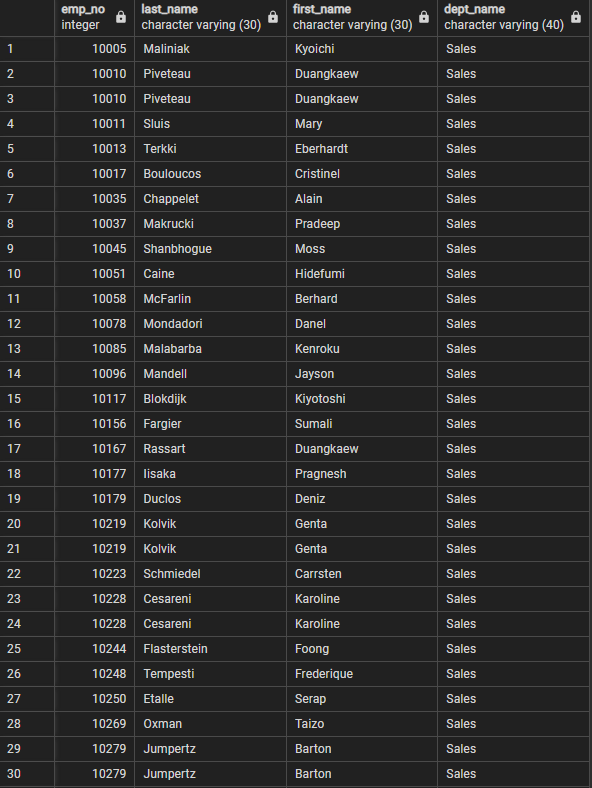 emp_no last_name first_name dept_name
integer character varying (30) character varying (30) character varying (40)
1 10005 Maliniak Kyoichi Sales
2 10010 Piveteau Duangkaew Sales
3 10010 Piveteau Duangkaew Sales
4 10011 Sluis Mary Sales
5 10013 Terkki Eberhardt Sales
6 10017 Bouloucos Cristinel Sales
7 10035 Chappelet Alain Sales
8 10037 Makrucki Pradeep Sales
9 10045 Shanbhogue Moss Sales
10 10051 Caine Hidefumi Sales
11 10058 McFarlin Berhard Sales
12 10078 Mondadori Danel Sales
13 10085 Malabarba Kenroku Sales
14 10096 Mandell Jayson Sales
15 10117 Blokdijk Kiyotoshi Sales
16 10156 Fargier Sumali Sales
17 10167 Rassart Duangkaew Sales
18 10177 Iisaka Pragnesh Sales
19 10179 Duclos Deniz Sales
20 10219 Kolvik Genta Sales
21 10219 Kolvik Genta Sales
22 10223 Schmiedel Carrsten Sales
23 10228 Cesareni Karoline Sales
24 10228 Cesareni Karoline Sales
25 10244 Flasterstein Foong Sales
26 10248 Tempesti Frederique Sales
27 10250 Etalle Serap Sales
28 10269 Oxman Taizo Sales
29 10279 Jumpertz Barton Sales
30 10279 Jumpertz Barton Sales